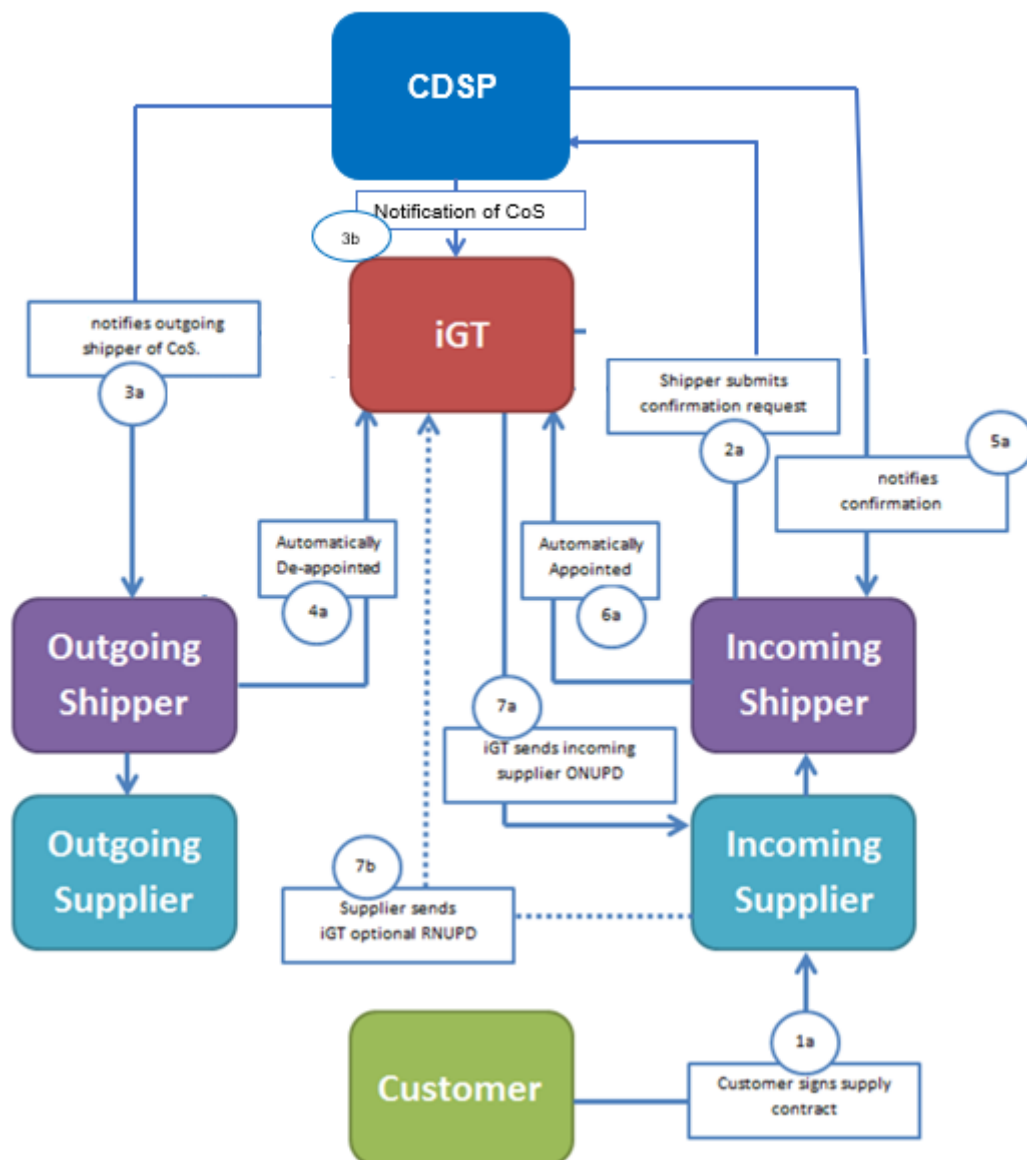 CDSP
Notification of CoS
3b
iGT
notifies outgoing
shipper of CoS.
3a
Shipper submits
confirmation request
2a
5a
notifies
confirmation
Automatically
De-appointed
4a
Automatically
Appointed
6a
Outgoing
Shipper
Incoming
Shipper
7a
iGT sends incoming
supplier ONUPD
Outgoing
Supplier
Incoming
Supplier
7b
Supplier sends
iGT optional RNUPD
1a
Customer
Customer signs supply
contract